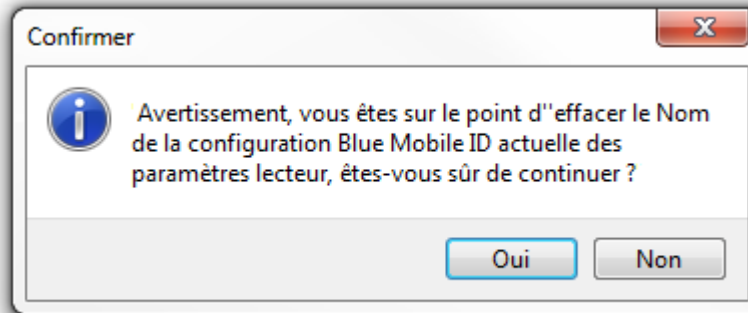 Confirmer
Avertissement, vous êtes sur le point d''effacer le Nom
de la configuration Blue Mobile ID actuelle des
paramètres lecteur, êtes-vous sûr de continuer ?
Oui
Non